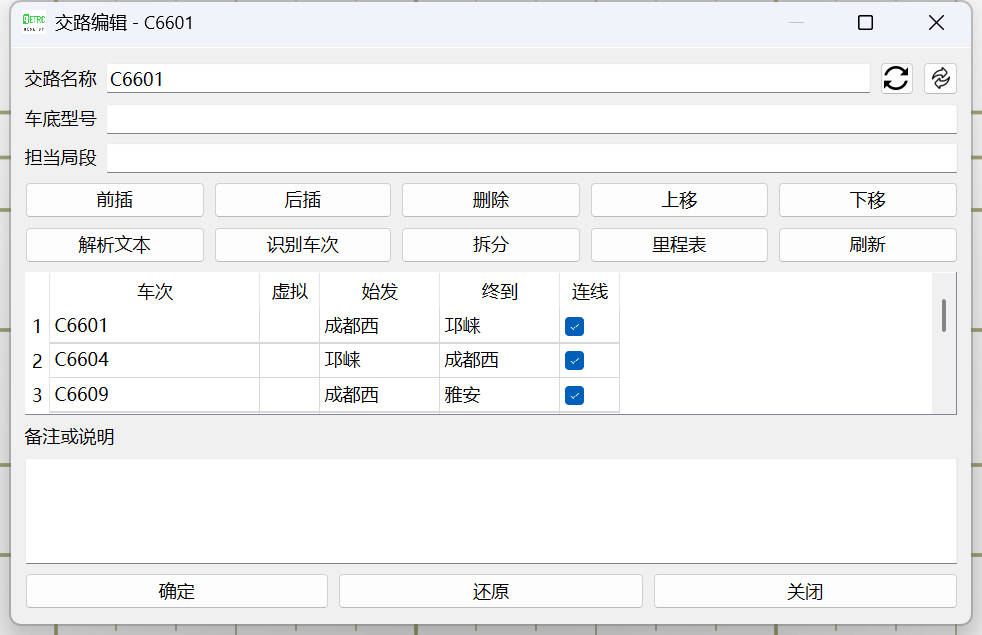 交路编辑 - C6601
交路名称 C6601
车底型号
担当局段
前插 后插 删除 上移 下移
解析文本 识别车次 拆分 里程表 刷新
车次 虚拟 始发 终到 连线
1 C6601 成都西 邛崃
2 C6604 邛崃 成都西
3 C6609 成都西 雅安
备注或说明
确定 还原 关闭